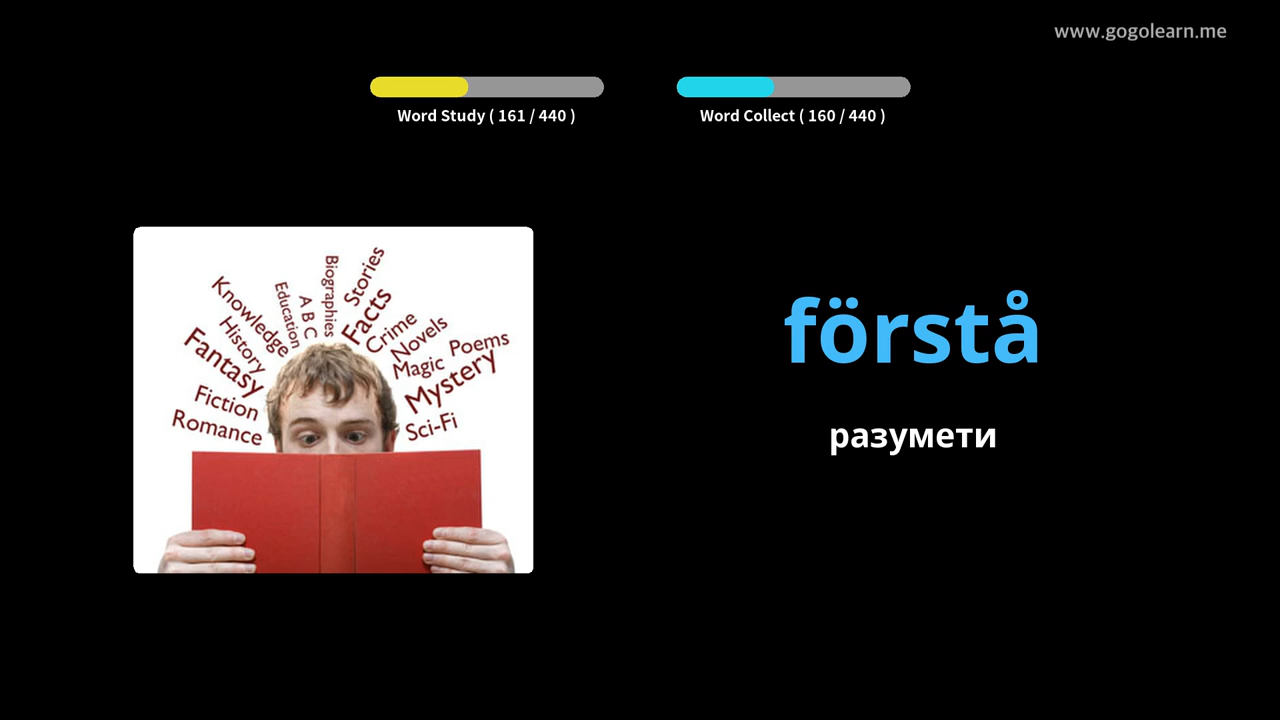 www.gogolearn.me
Word Study ( 161 / 440 )
Word Collect ( 160 / 440 )
Knowledge
Education
A B C
Biographies
Stories
Facts
History
Crime
Novels
Fantasy
Magic
Poems
Mystery
Fiction
Romance
Sci-Fi
förstå
разумети